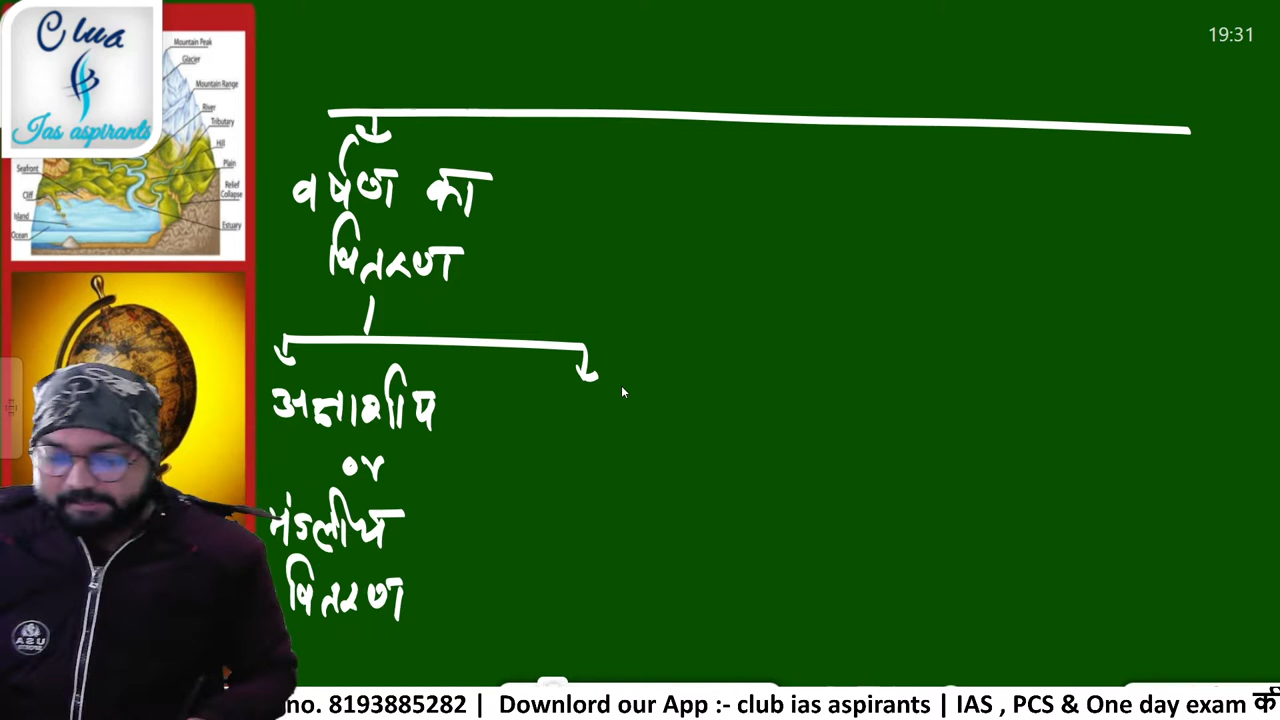 Clua
Ias aspirants
19:31
Mountain Peak
Glacier
Mountain Range
River
Tributary
Hill
Plain
Seafront
Relief
Collapse
Cliff
Island
Estuary
Ocean
वर्षण का
वितरण
or
मंडलीय
वितरण
USA
no. 8193885282 | Downlord our App :- club ias aspirants | IAS , PCS & One day exam की